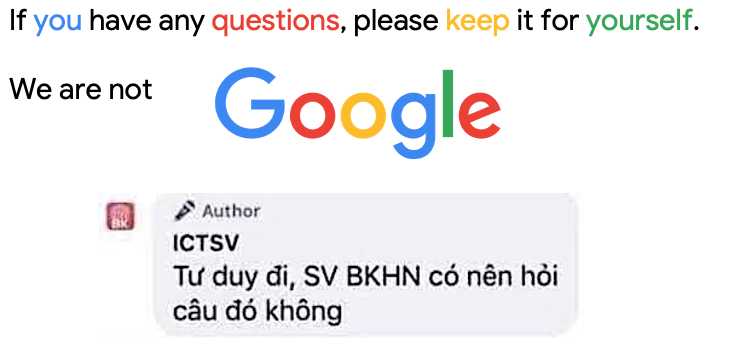 If you have any questions, please keep it for yourself.
We are not Google
Author
ICTSV
Tư duy đi, SV BKHN có nên hỏi
câu đó không